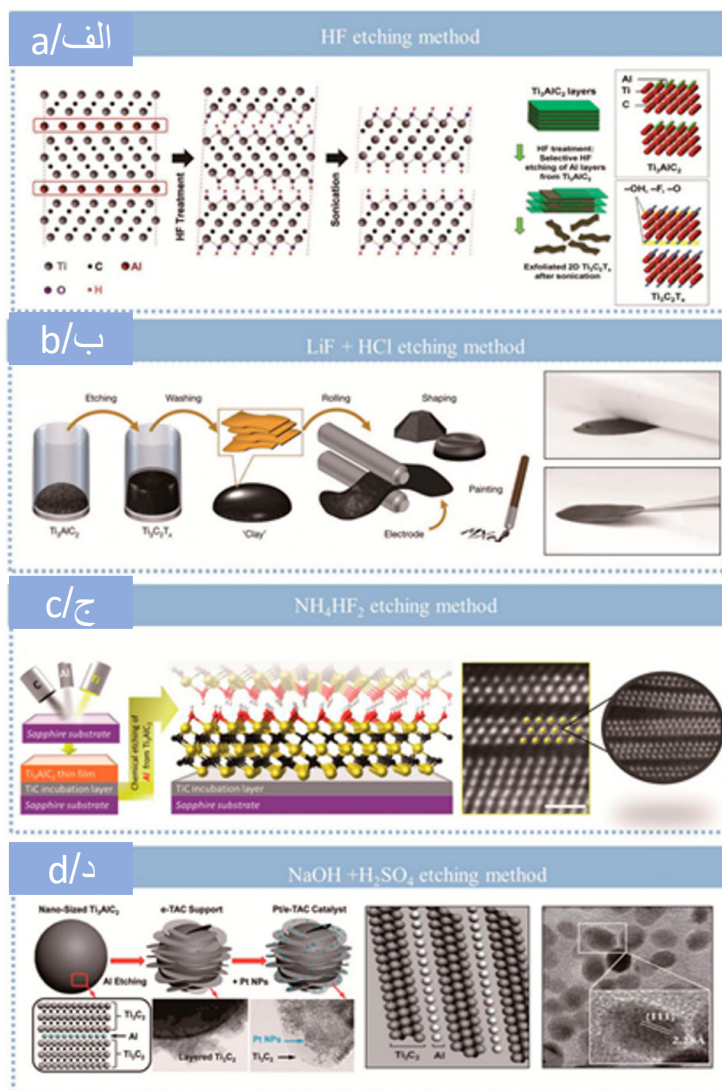 a/الف
HF etching method
HF Treatment
Sonication
Ti
C
Al
O
H
Ti₃AlC₂ layers
HF treatment:
Selective HF
etching of Al layers
from Ti₃AlC₂
Exfoliated 2D Ti₃C₂Tₓ
after sonication
Al
Ti
C
Ti₃AlC₂
–OH, –F, –O
Ti₃C₂Tₓ
b/ب
LiF + HCl etching method
Etching
Washing
Rolling
Shaping
Painting
Ti₃AlC₂
Ti₃C₂Tₓ
'Clay'
Electrode
c/ج
NH₄HF₂ etching method
C
Al
Sapphire substrate
Ti₃AlC₂ thin film
TiC incubation layer
Sapphire substrate
Chemical etching of
Al from Ti₃AlC₂
TiC incubation layer
Sapphire substrate
d/د
NaOH +H₂SO₄ etching method
Nano-Sized Ti₃AlC₂
e-TAC Support
Pt/e-TAC Catalyst
Al Etching
+ Pt NPs
Ti₃C₂
Al
Ti₃C₂
Layered Ti₃C₂
Pt NPs
Ti₃C₂
Ti₃C₂
Al
{111}